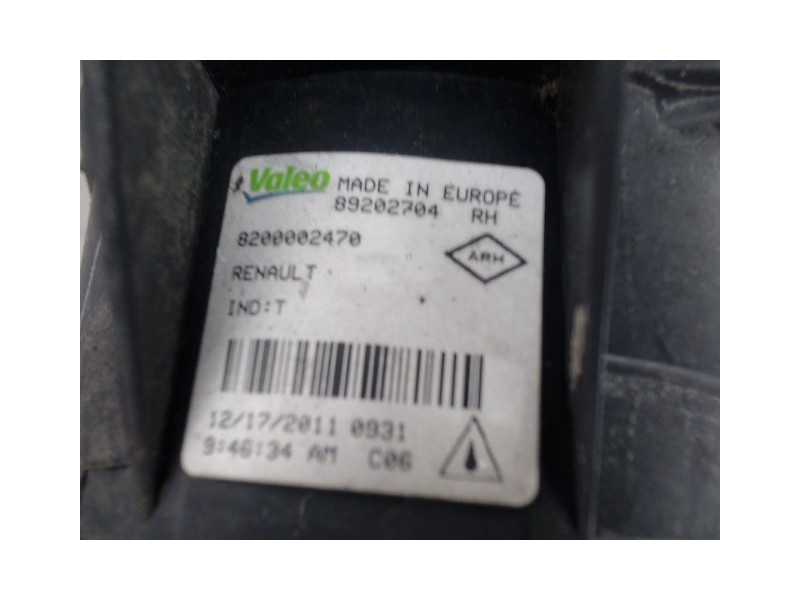 Valeo MADE IN EUROPE
89202704 RH
8200002470
ARH
RENAULT
IND:T
12/17/2011 0931
9:46:34 AM C06